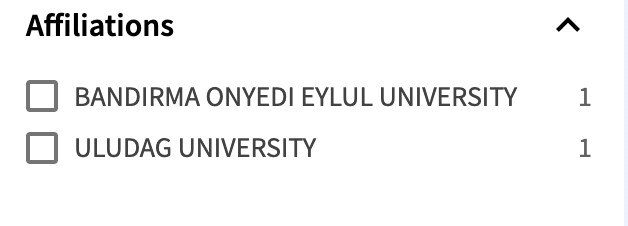 Affiliations
BANDIRMA ONYEDI EYLUL UNIVERSITY 1
ULUDAG UNIVERSITY 1